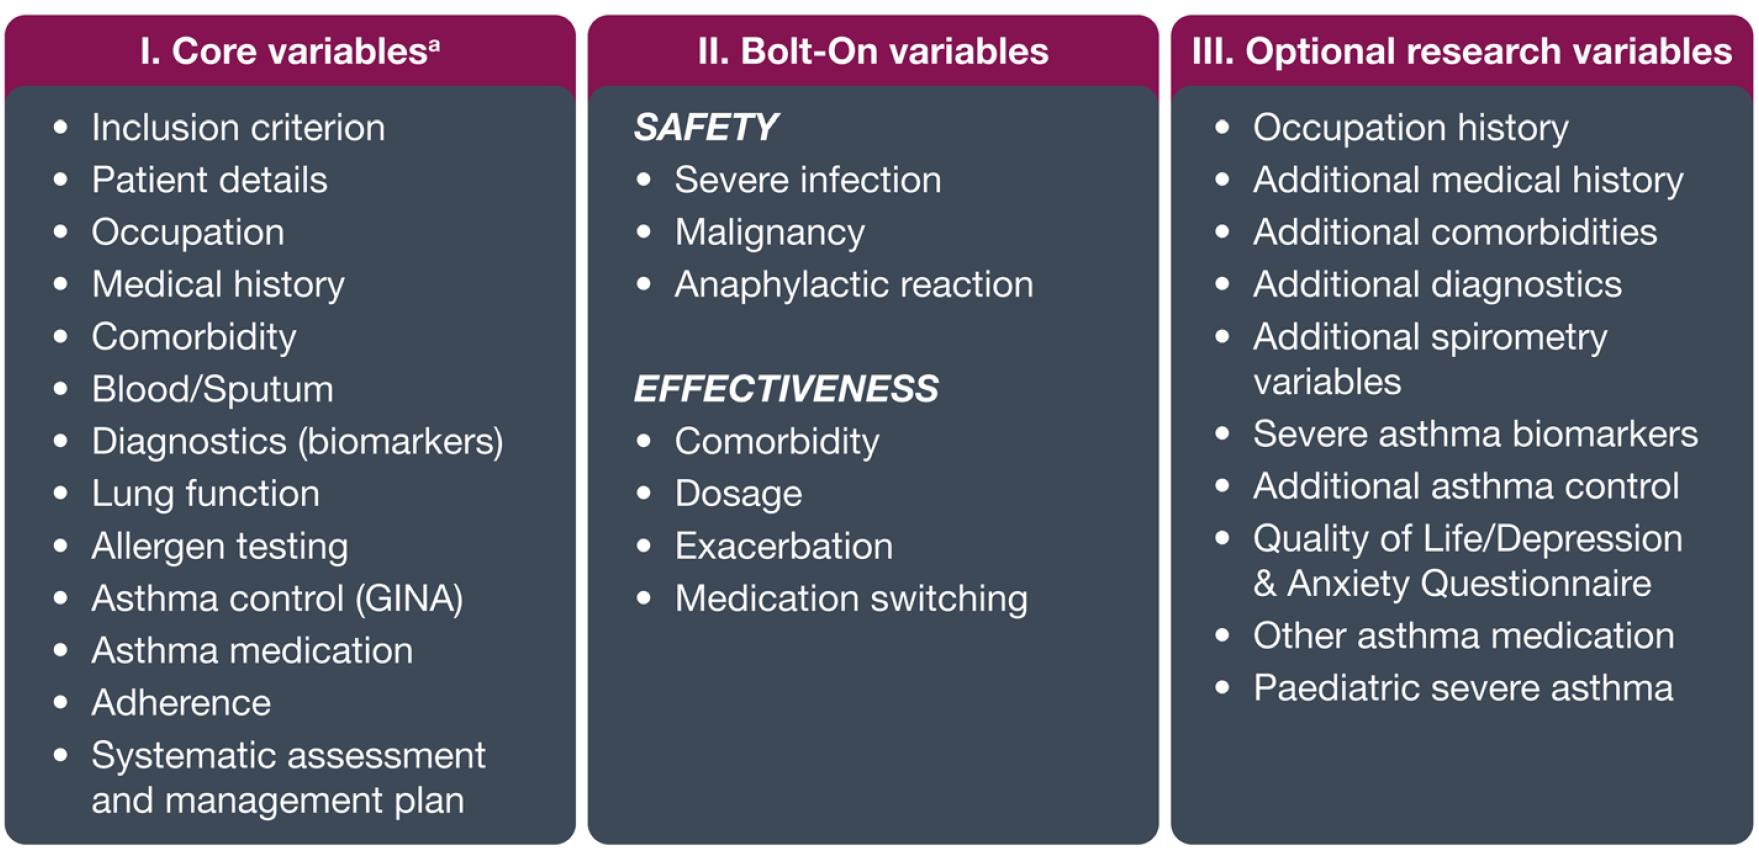 I. Core variablesᵃ
• Inclusion criterion
• Patient details
• Occupation
• Medical history
• Comorbidity
• Blood/Sputum
• Diagnostics (biomarkers)
• Lung function
• Allergen testing
• Asthma control (GINA)
• Asthma medication
• Adherence
• Systematic assessment
and management plan
II. Bolt-On variables
SAFETY
• Severe infection
• Malignancy
• Anaphylactic reaction
EFFECTIVENESS
• Comorbidity
• Dosage
• Exacerbation
• Medication switching
III. Optional research variables
• Occupation history
• Additional medical history
• Additional comorbidities
• Additional diagnostics
• Additional spirometry
variables
• Severe asthma biomarkers
• Additional asthma control
• Quality of Life/Depression
& Anxiety Questionnaire
• Other asthma medication
• Paediatric severe asthma